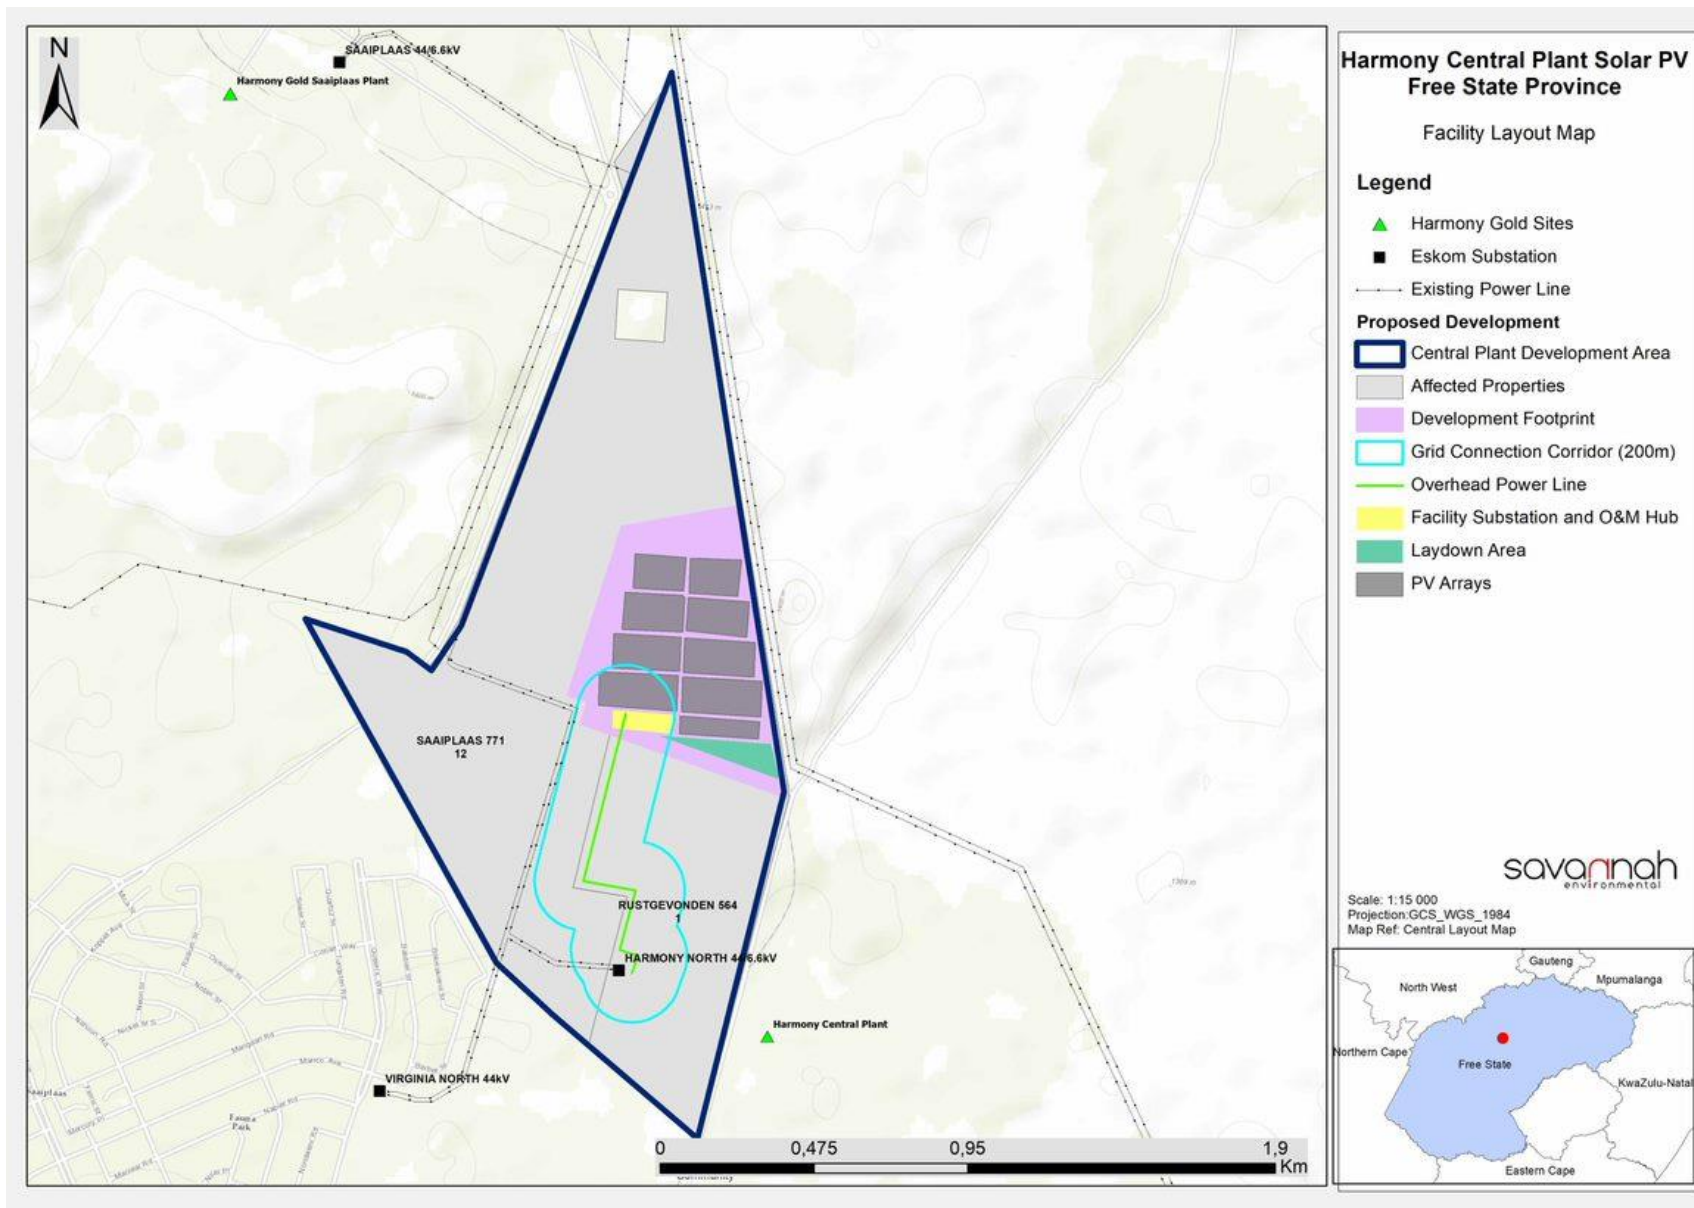 N
SAAIPLAAS 44/6.6kV
Harmony Gold Saaiplaas Plant
SAAIPLAAS 771
12
RUSTGEVONDEN 564
1
HARMONY NORTH 44/6.6kV
Harmony Central Plant
VIRGINIA NORTH 44kV
Saaiplaas
Fauna
Park
0 0,475 0,95 1,9
Km
Community
Harmony Central Plant Solar PV
Free State Province
Facility Layout Map
Legend
Harmony Gold Sites
Eskom Substation
Existing Power Line
Proposed Development
Central Plant Development Area
Affected Properties
Development Footprint
Grid Connection Corridor (200m)
Overhead Power Line
Facility Substation and O&M Hub
Laydown Area
PV Arrays
savannah
environmental
Scale: 1:15 000
Projection:GCS_WGS_1984
Map Ref: Central Layout Map
Gauteng
North West
Mpumalanga
Northern Cape
Free State
KwaZulu-Natal
Eastern Cape